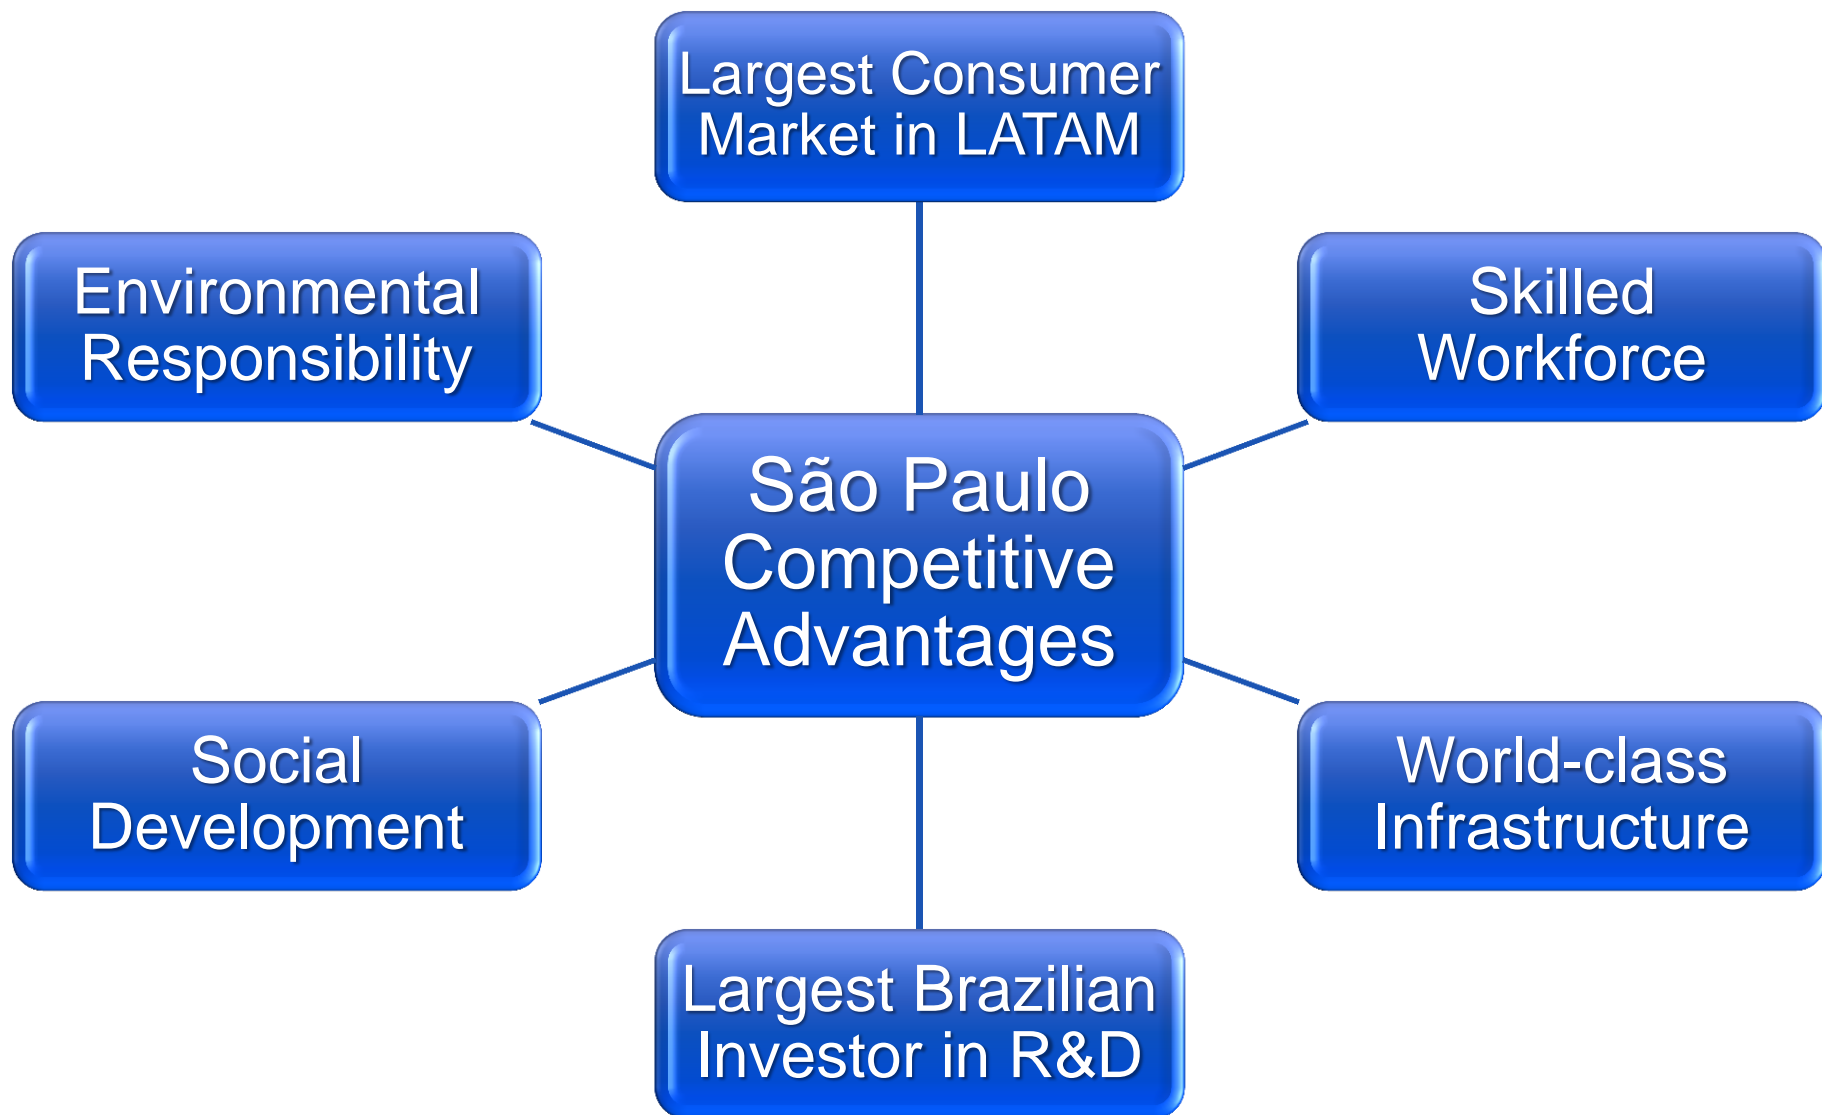 Largest Consumer
Market in LATAM
Environmental
Responsibility
Skilled
Workforce
São Paulo
Competitive
Advantages
Social
Development
World-class
Infrastructure
Largest Brazilian
Investor in R&D